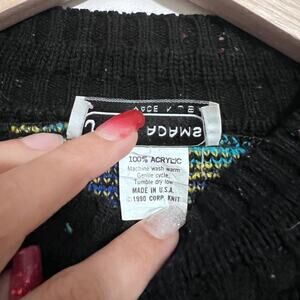 100% ACRYLIC
Machine wash warm
Gentle cycle.
Tumble dry low
MADE IN U.S.A.
©1990 CORP. KNIT